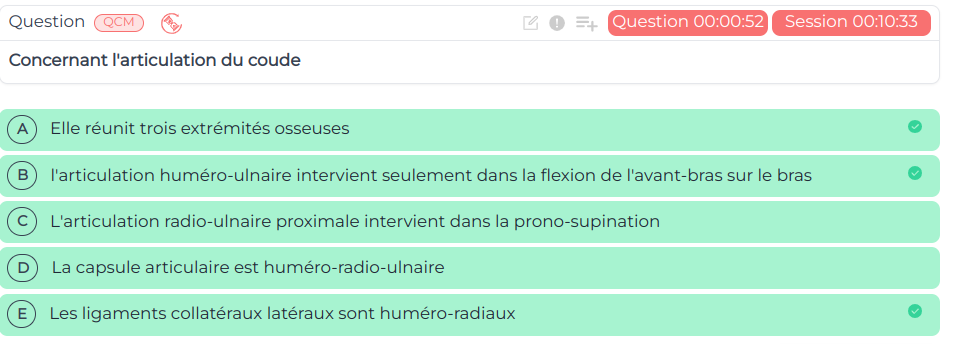 Question QCM Question 00:00:52 Session 00:10:33
Concernant l'articulation du coude
A Elle réunit trois extrémités osseuses
B l'articulation huméro-ulnaire intervient seulement dans la flexion de l'avant-bras sur le bras
C L'articulation radio-ulnaire proximale intervient dans la prono-supination
D La capsule articulaire est huméro-radio-ulnaire
E Les ligaments collatéraux latéraux sont huméro-radiaux